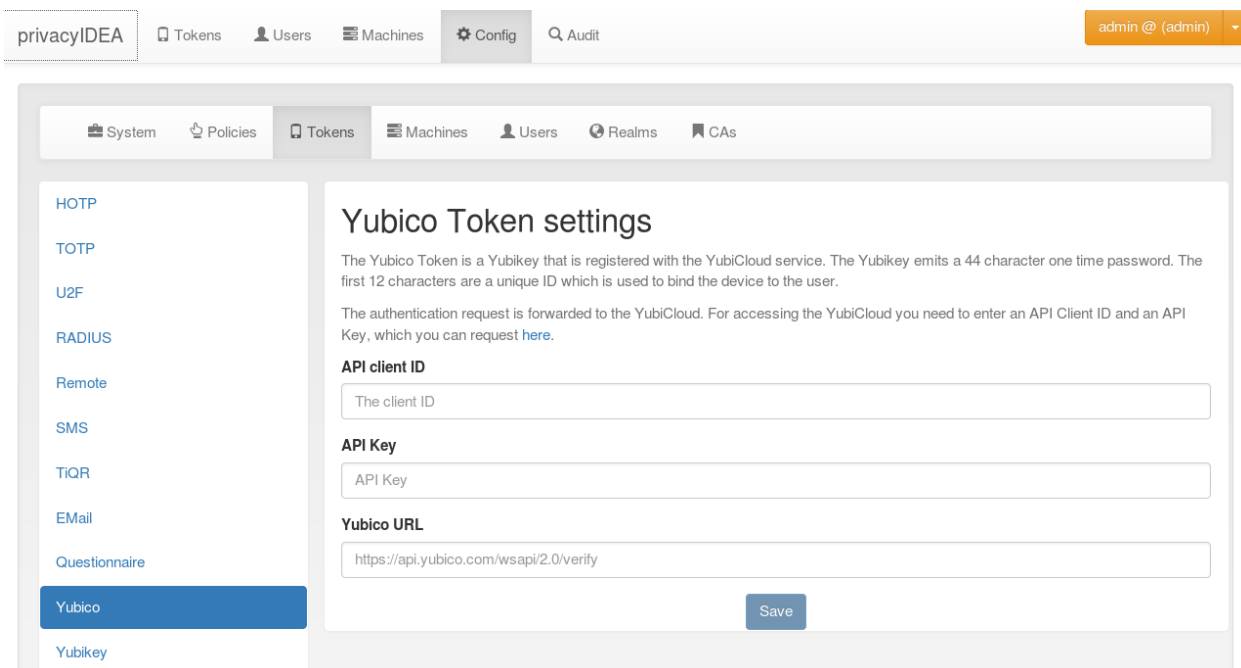 privacyIDEA Tokens Users Machines Config Audit admin @ (admin)
System Policies Tokens Machines Users Realms CAs
HOTP
TOTP
U2F
RADIUS
Remote
SMS
TiQR
EMail
Questionnaire
Yubico
Yubikey
Yubico Token settings
The Yubico Token is a Yubikey that is registered with the YubiCloud service. The Yubikey emits a 44 character one time password. The
first 12 characters are a unique ID which is used to bind the device to the user.
The authentication request is forwarded to the YubiCloud. For accessing the YubiCloud you need to enter an API Client ID and an API
Key, which you can request here.
API client ID
The client ID
API Key
API Key
Yubico URL
https://api.yubico.com/wsapi/2.0/verify
Save